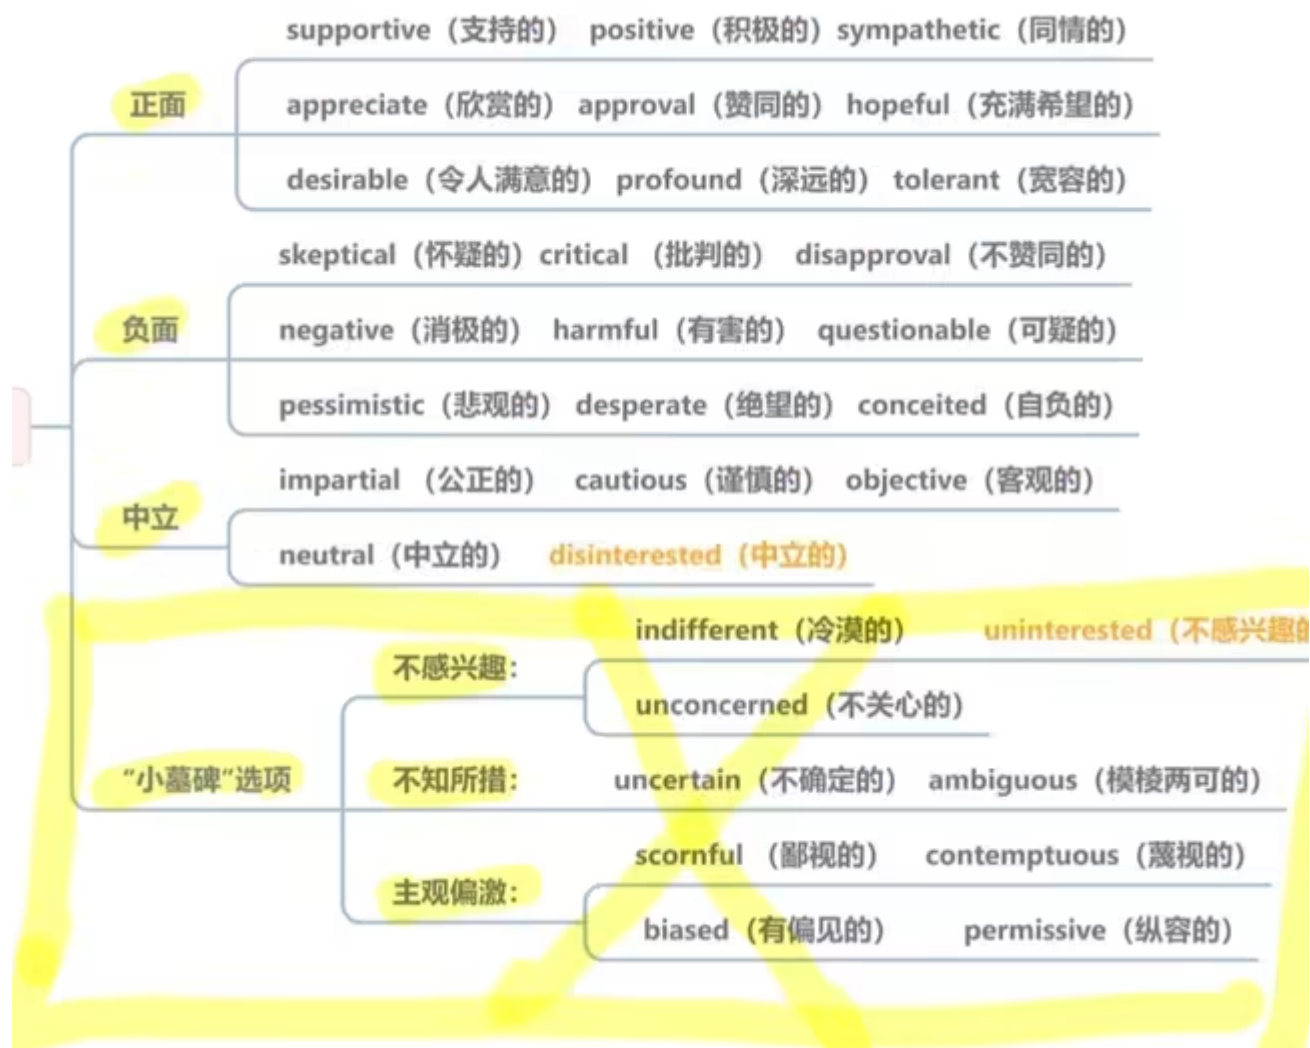 supportive（支持的） positive（积极的）sympathetic（同情的）
正面
appreciate（欣赏的） approval（赞同的） hopeful（充满希望的）
desirable（令人满意的） profound（深远的） tolerant（宽容的）
skeptical（怀疑的）critical （批判的） disapproval（不赞同的）
负面
negative（消极的） harmful（有害的） questionable（可疑的）
pessimistic（悲观的） desperate（绝望的） conceited（自负的）
impartial （公正的） cautious（谨慎的） objective（客观的）
中立
neutral（中立的） disinterested（中立的）
indifferent（冷漠的） uninterested（不感兴趣的
不感兴趣：
unconcerned（不关心的）
“小墓碑”选项
不知所措： uncertain（不确定的） ambiguous（模棱两可的）
scornful （鄙视的） contemptuous（蔑视的）
主观偏激：
biased（有偏见的） permissive（纵容的）